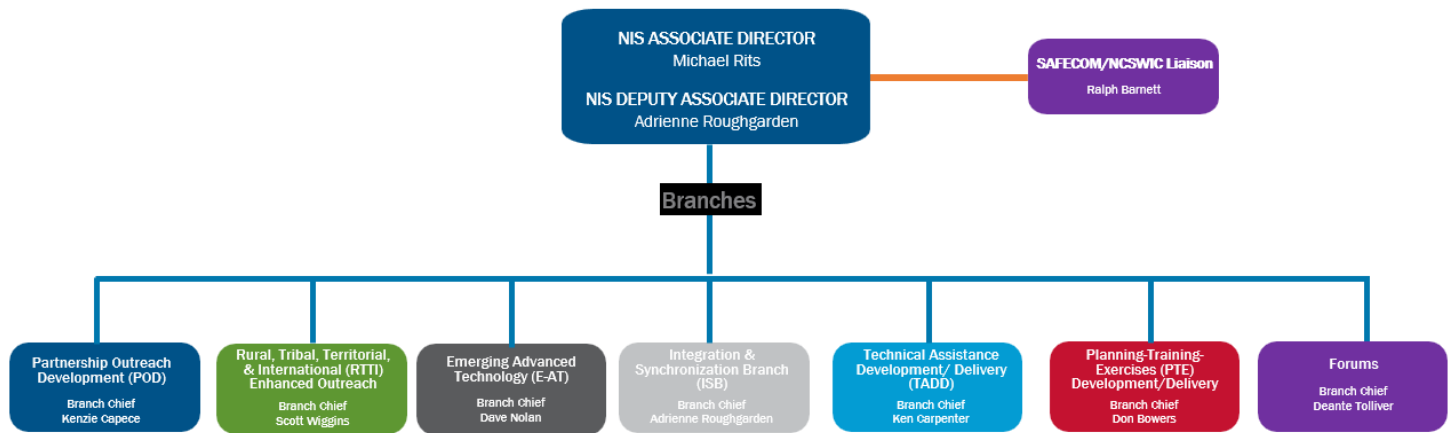 NIS ASSOCIATE DIRECTOR
Michael Rits
NIS DEPUTY ASSOCIATE DIRECTOR
Adrienne Roughgarden
SAFECOM/NCSWIC Liaison
Ralph Barnett
Branches
Partnership Outreach
Development (POD)
Branch Chief
Kenzie Capece
Rural, Tribal, Territorial,
& International (RTTI)
Enhanced Outreach
Branch Chief
Scott Wiggins
Emerging Advanced
Technology (E-AT)
Branch Chief
Dave Nolan
Integration &
Synchronization Branch
(ISB)
Branch Chief
Adrienne Roughgarden
Technical Assistance
Development/ Delivery
(TADD)
Branch Chief
Ken Carpenter
Planning-Training-
Exercises (PTE)
Development/Delivery
Branch Chief
Don Bowers
Forums
Branch Chief
Deante Tolliver